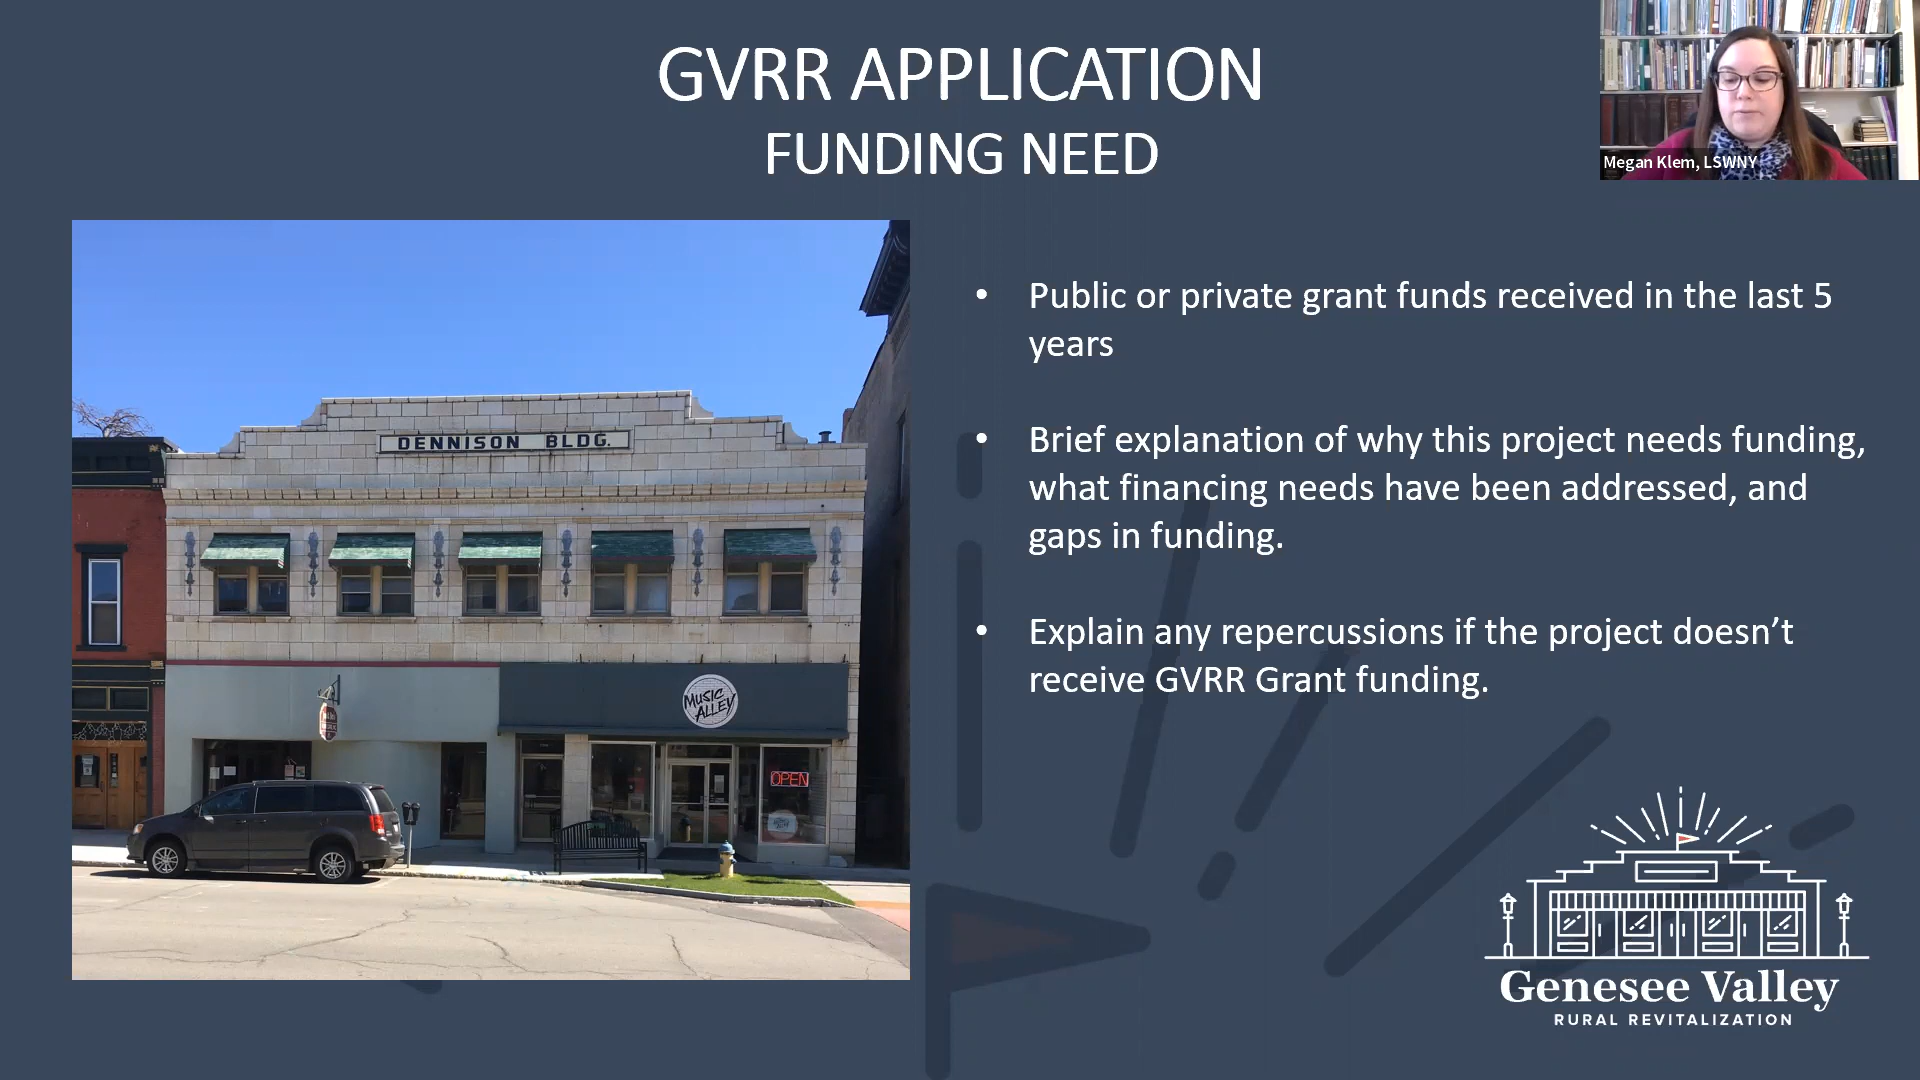 GVRR APPLICATION
FUNDING NEED
Megan Klem, LSWNY
DENNISON BLDG.
MUSIC
ALLEY
OPEN
• Public or private grant funds received in the last 5
years
• Brief explanation of why this project needs funding,
what financing needs have been addressed, and
gaps in funding.
• Explain any repercussions if the project doesn’t
receive GVRR Grant funding.
Genesee Valley
RURAL REVITALIZATION